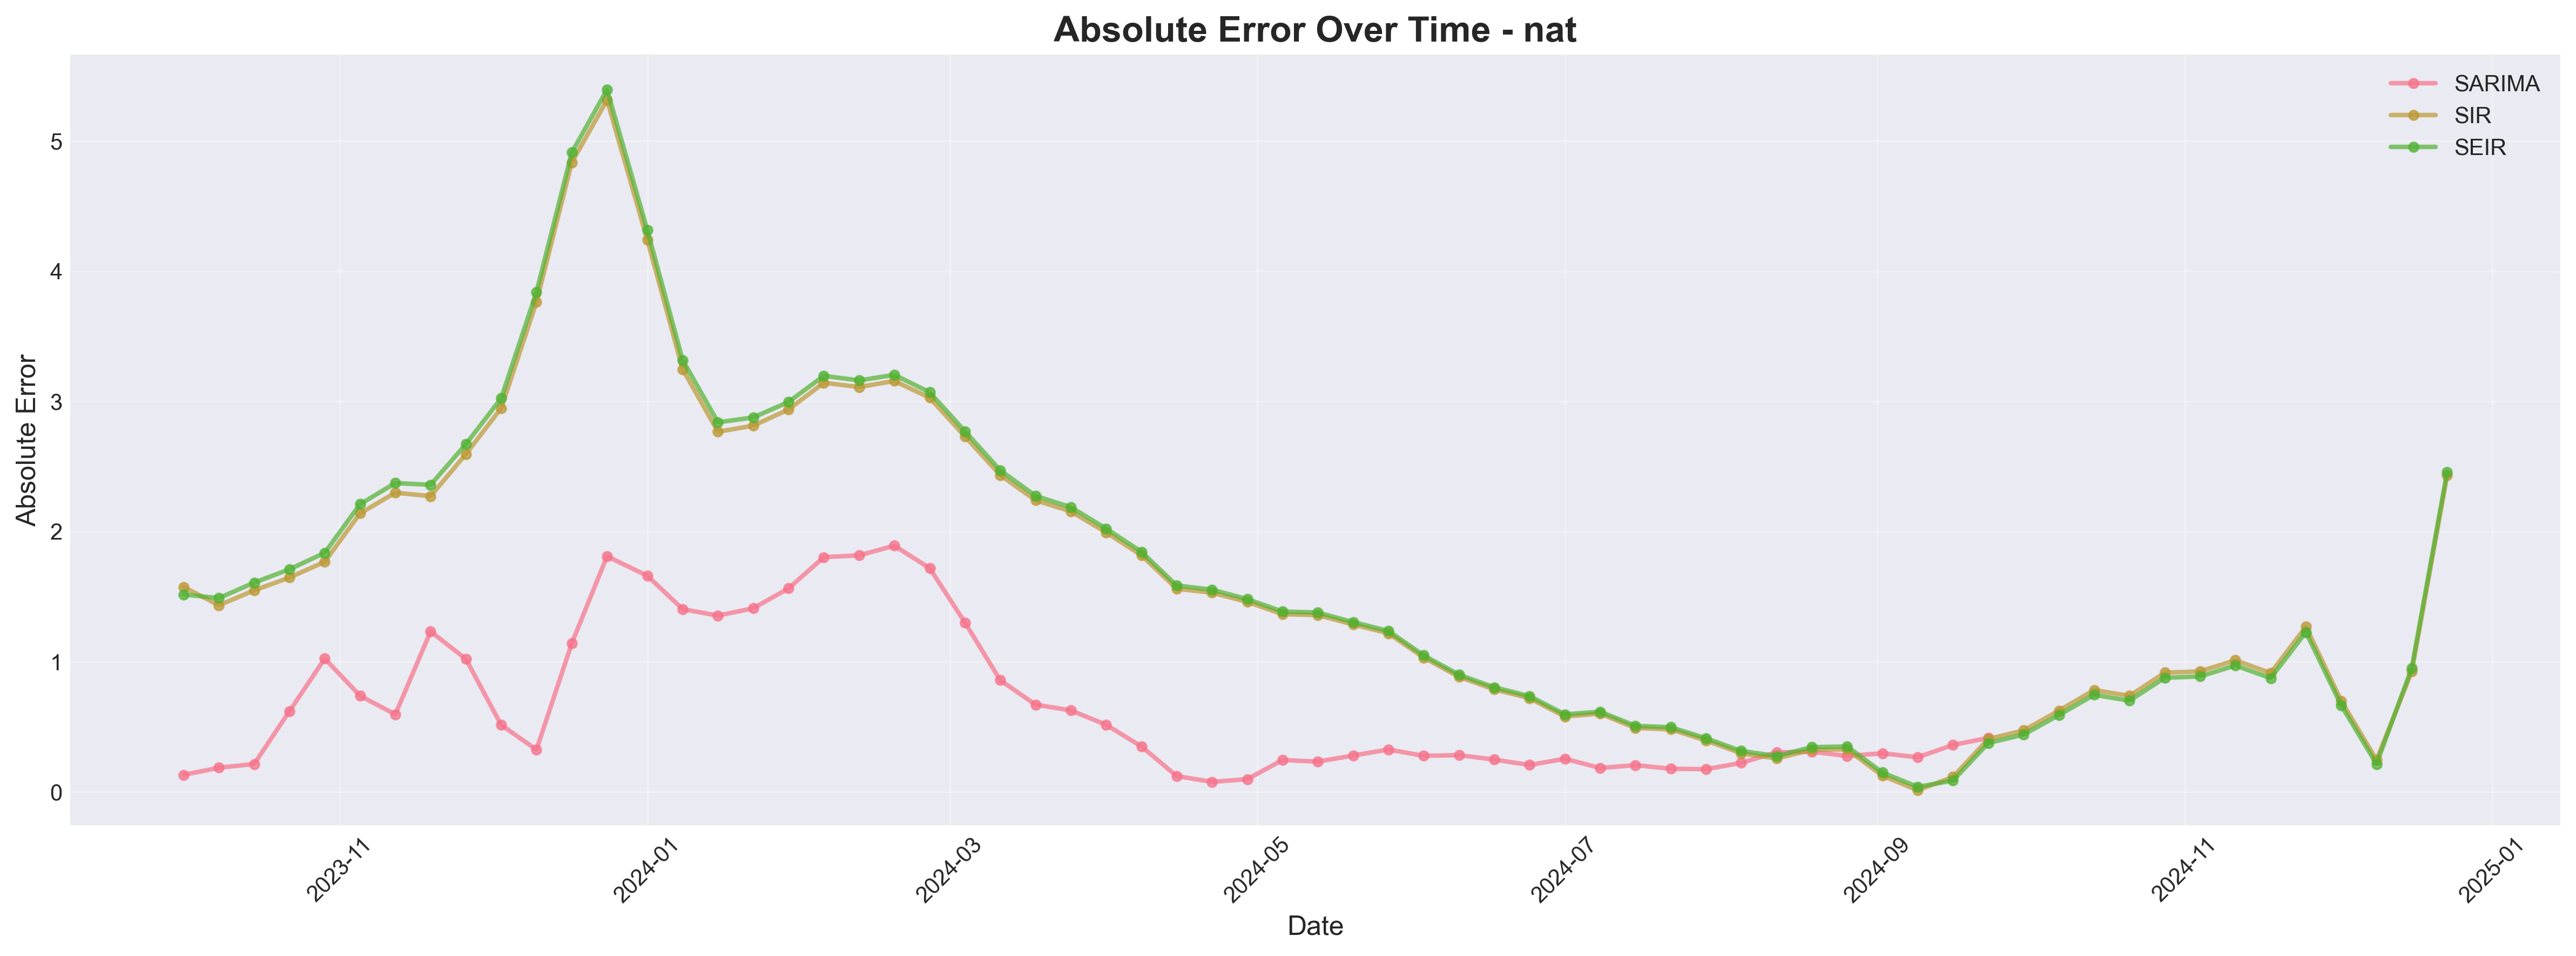 Absolute Error Over Time - nat
SARIMA
SIR
SEIR
Absolute Error
5
4
3
2
1
0
2023-11
2024-01
2024-03
2024-05
2024-07
2024-09
2024-11
2025-01
Date